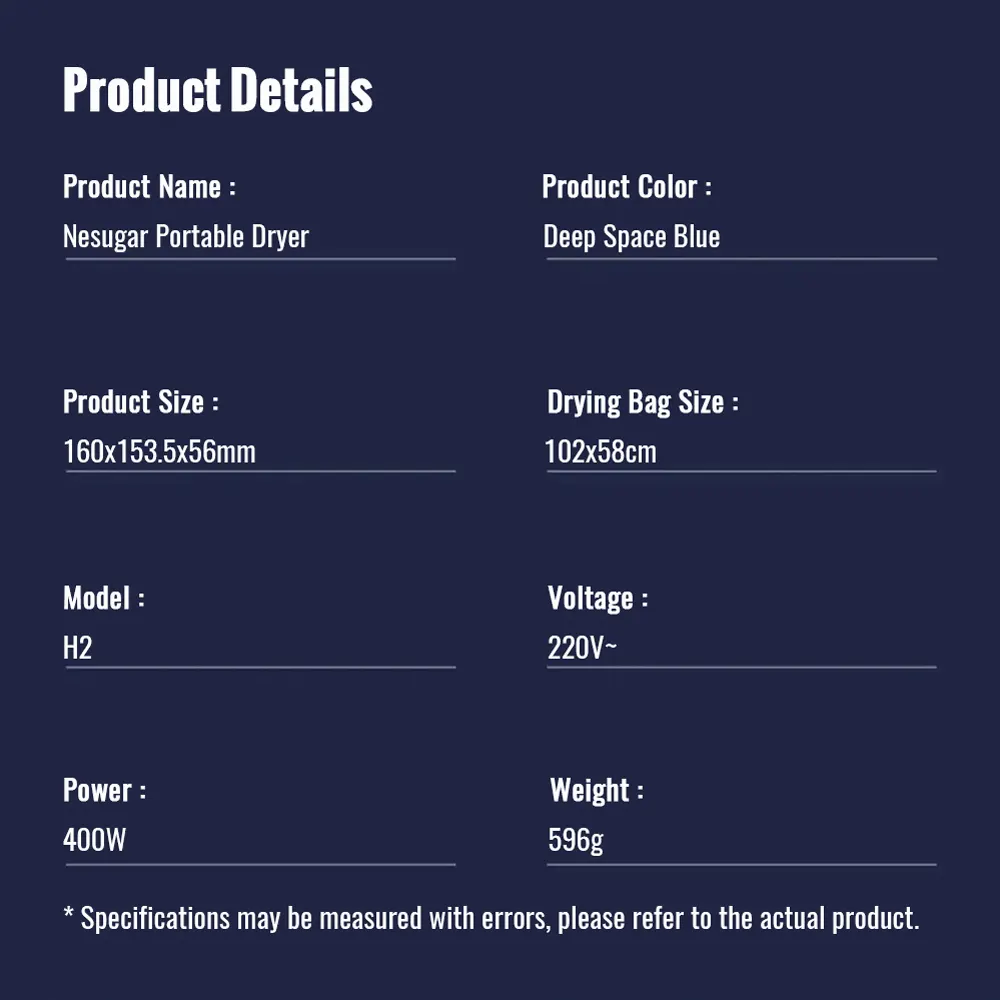 Product Details
Product Name :
Nesugar Portable Dryer
Product Color :
Deep Space Blue
Product Size :
160x153.5x56mm
Drying Bag Size :
102x58cm
Model :
H2
Voltage :
220V~
Power :
400W
Weight :
596g
* Specifications may be measured with errors, please refer to the actual product.